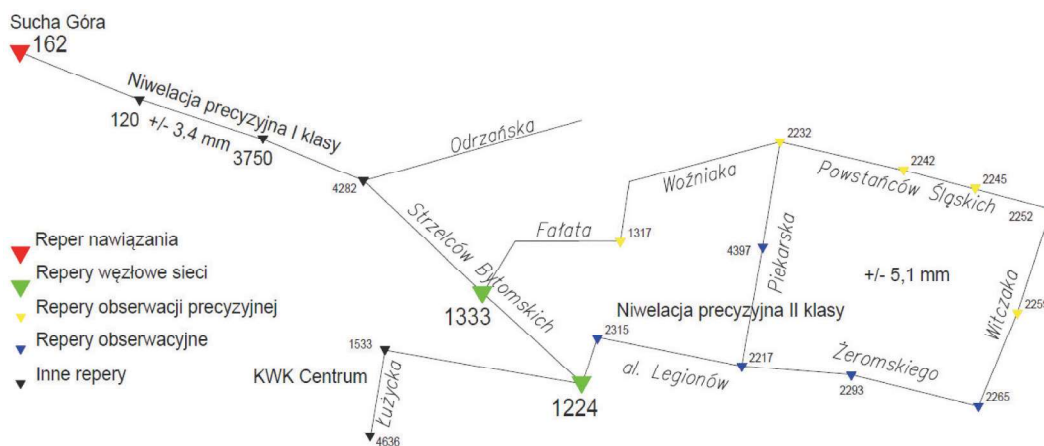 Sucha Góra
162
Niwelacja precyzyjna I klasy
120
+/- 3,4 mm
3750
4282
Odrzańska
Strzelców Bytomskich
Fałata
1317
Woźniaka
2232
2242
2245
2252
Powstańców Śląskich
4397
Piekarska
+/- 5,1 mm
Witczaka
2259
Reper nawiązania
Repery węzłowe sieci
Repery obserwacji precyzyjnej
Repery obserwacyjne
Inne repery
1333
Niwelacja precyzyjna II klasy
2315
1533
KWK Centrum
Łużycka
4636
1224
al. Legionów
2217
Żeromskiego
2293
2265